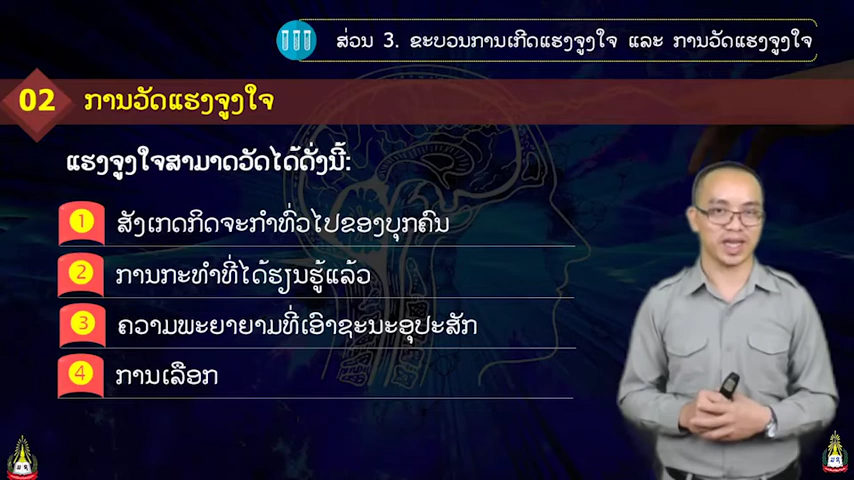 ສ່ວນ 3. ຂະບວນການເກີດແຮງຈູງໃຈ ແລະ ການວັດແຮງຈູງໃຈ
02 ການວັດແຮງຈູງໃຈ
ແຮງຈູງໃຈສາມາດວັດໄດ້ດັ່ງນີ້:
1 ສັງເກດກິດຈະກຳທົ່ວໄປຂອງບຸກຄົນ
2 ການກະທຳທີ່ໄດ້ຮຽນຮູ້ແລ້ວ
3 ຄວາມພະຍາຍາມທີ່ເອົາຊະນະອຸປະສັກ
4 ການເລືອກ